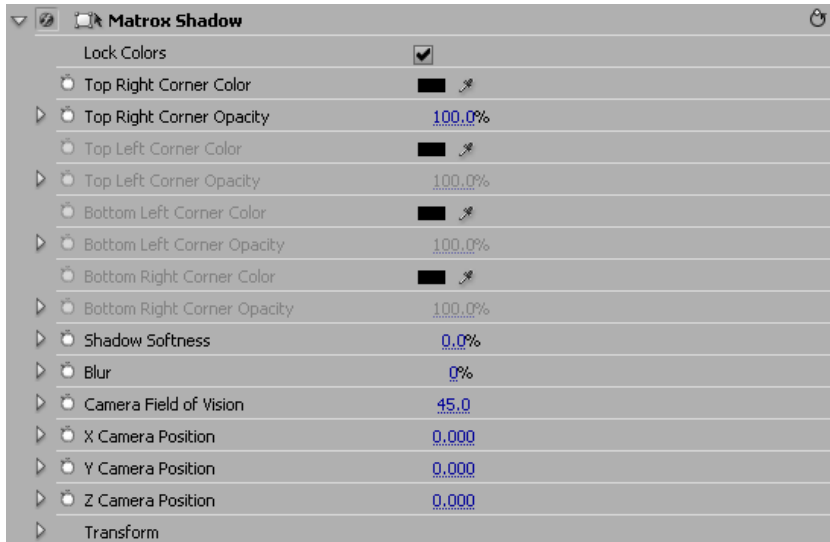 Matrox Shadow
Lock Colors
Top Right Corner Color
Top Right Corner Opacity 100.0%
Top Left Corner Color
Top Left Corner Opacity 100.0%
Bottom Left Corner Color
Bottom Left Corner Opacity 100.0%
Bottom Right Corner Color
Bottom Right Corner Opacity 100.0%
Shadow Softness 0.0%
Blur 0%
Camera Field of Vision 45.0
X Camera Position 0.000
Y Camera Position 0.000
Z Camera Position 0.000
Transform